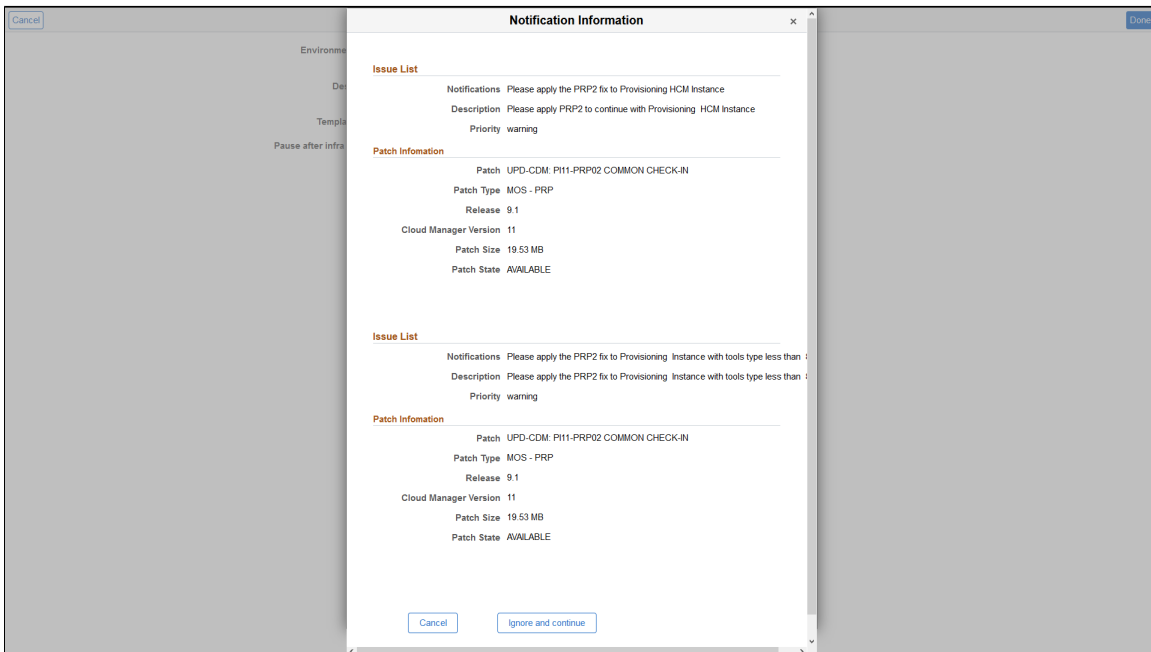 Cancel
Notification Information
×
Done
Environme
Des
Templa
Pause after infra
Issue List
Notifications Please apply the PRP2 fix to Provisioning HCM Instance
Description Please apply PRP2 to continue with Provisioning HCM Instance
Priority warning
Patch Infomation
Patch UPD-CDM: PI11-PRP02 COMMON CHECK-IN
Patch Type MOS - PRP
Release 9.1
Cloud Manager Version 11
Patch Size 19.53 MB
Patch State AVAILABLE
Issue List
Notifications Please apply the PRP2 fix to Provisioning Instance with tools type less than
Description Please apply the PRP2 fix to Provisioning Instance with tools type less than
Priority warning
Patch Infomation
Patch UPD-CDM: PI11-PRP02 COMMON CHECK-IN
Patch Type MOS - PRP
Release 9.1
Cloud Manager Version 11
Patch Size 19.53 MB
Patch State AVAILABLE
Cancel Ignore and continue